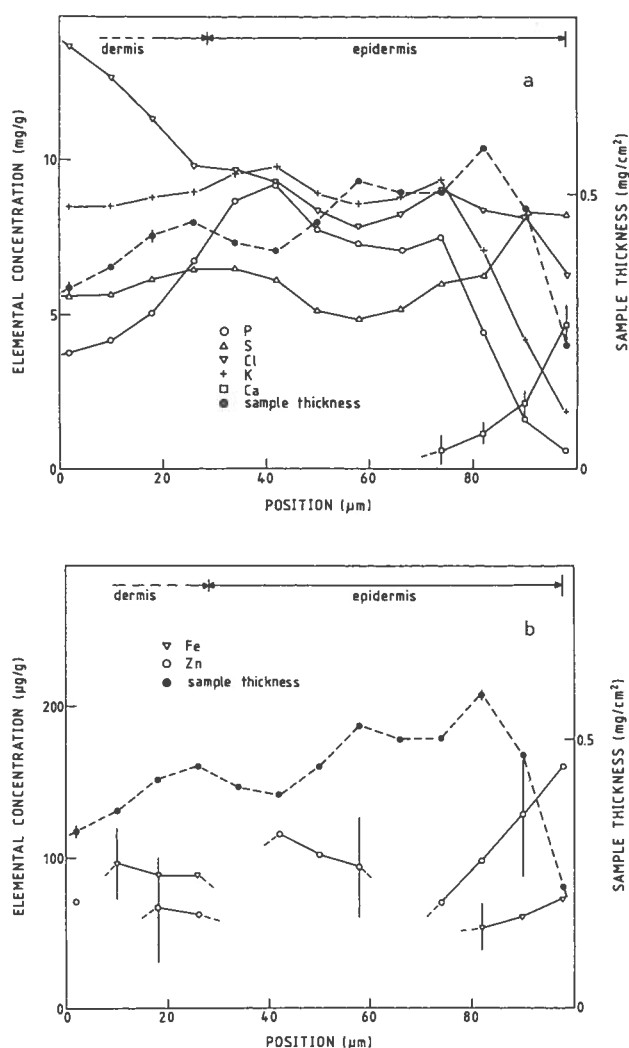 dermis
epidermis
a
ELEMENTAL CONCENTRATION (mg/g)
10
5
0
SAMPLE THICKNESS (mg/cm²)
0.5
0
P
S
Cl
K
Ca
sample thickness
0 20 40 60 80 100
POSITION (µm)
dermis
epidermis
b
Fe
Zn
sample thickness
ELEMENTAL CONCENTRATION (µg/g)
200
100
0
SAMPLE THICKNESS (mg/cm²)
0.5
0
0 20 40 60 80 100
POSITION (µm)